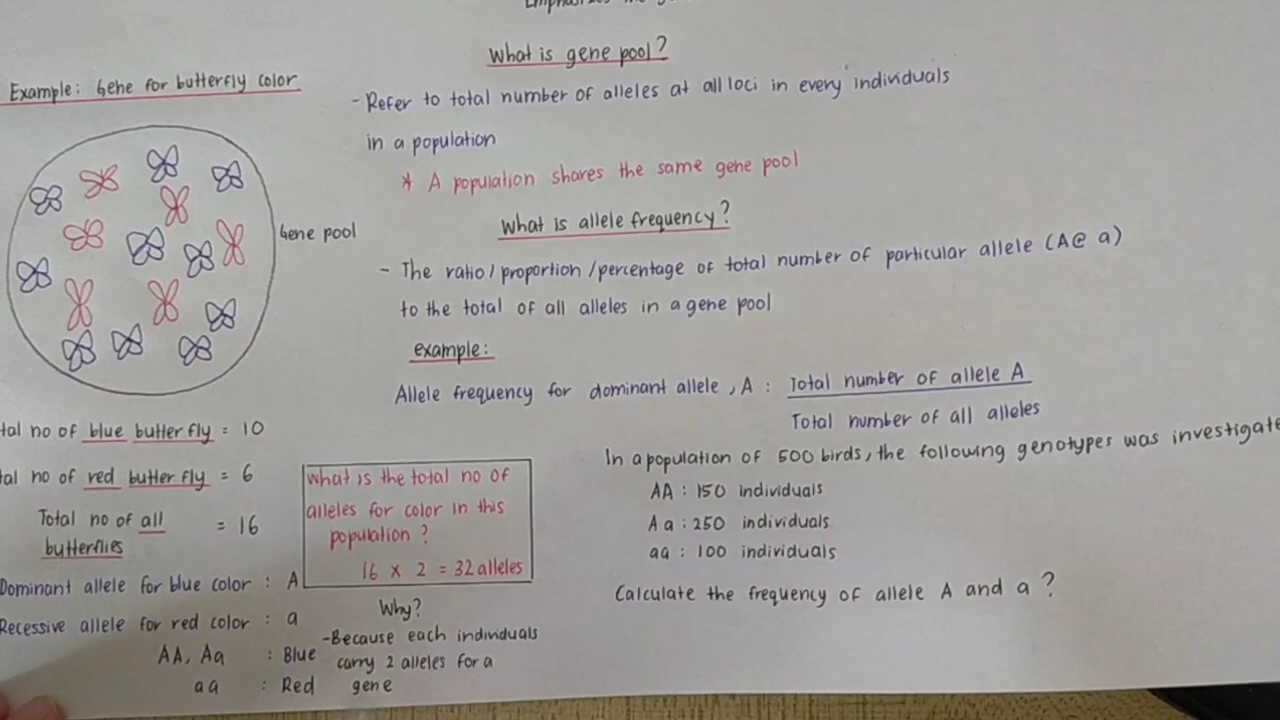 What is gene pool?
Example: Gene for butterfly color
- Refer to total number of alleles at all loci in every individuals
in a population
* A population shares the same gene pool
What is allele frequency?
Gene pool
- The ratio/proportion/percentage of total number of particular allele (A@ a)
to the total of all alleles in a gene pool
example:
Allele frequency for dominant allele, A : Total number of allele A
Total number of all alleles
tal no of blue butterfly = 10
tal no of red butterfly = 6
Total no of all = 16
butterflies
Dominant allele for blue color : A
Recessive allele for red color : a
AA, Aa : Blue
aa : Red
What is the total no of
alleles for color in this
population ?
16 x 2 = 32 alleles
Why?
-Because each individuals
carry 2 alleles for a
gene
In a population of 500 birds, the following genotypes was investigate
AA : 150 individuals
Aa : 250 individuals
aa : 100 individuals
Calculate the frequency of allele A and a ?